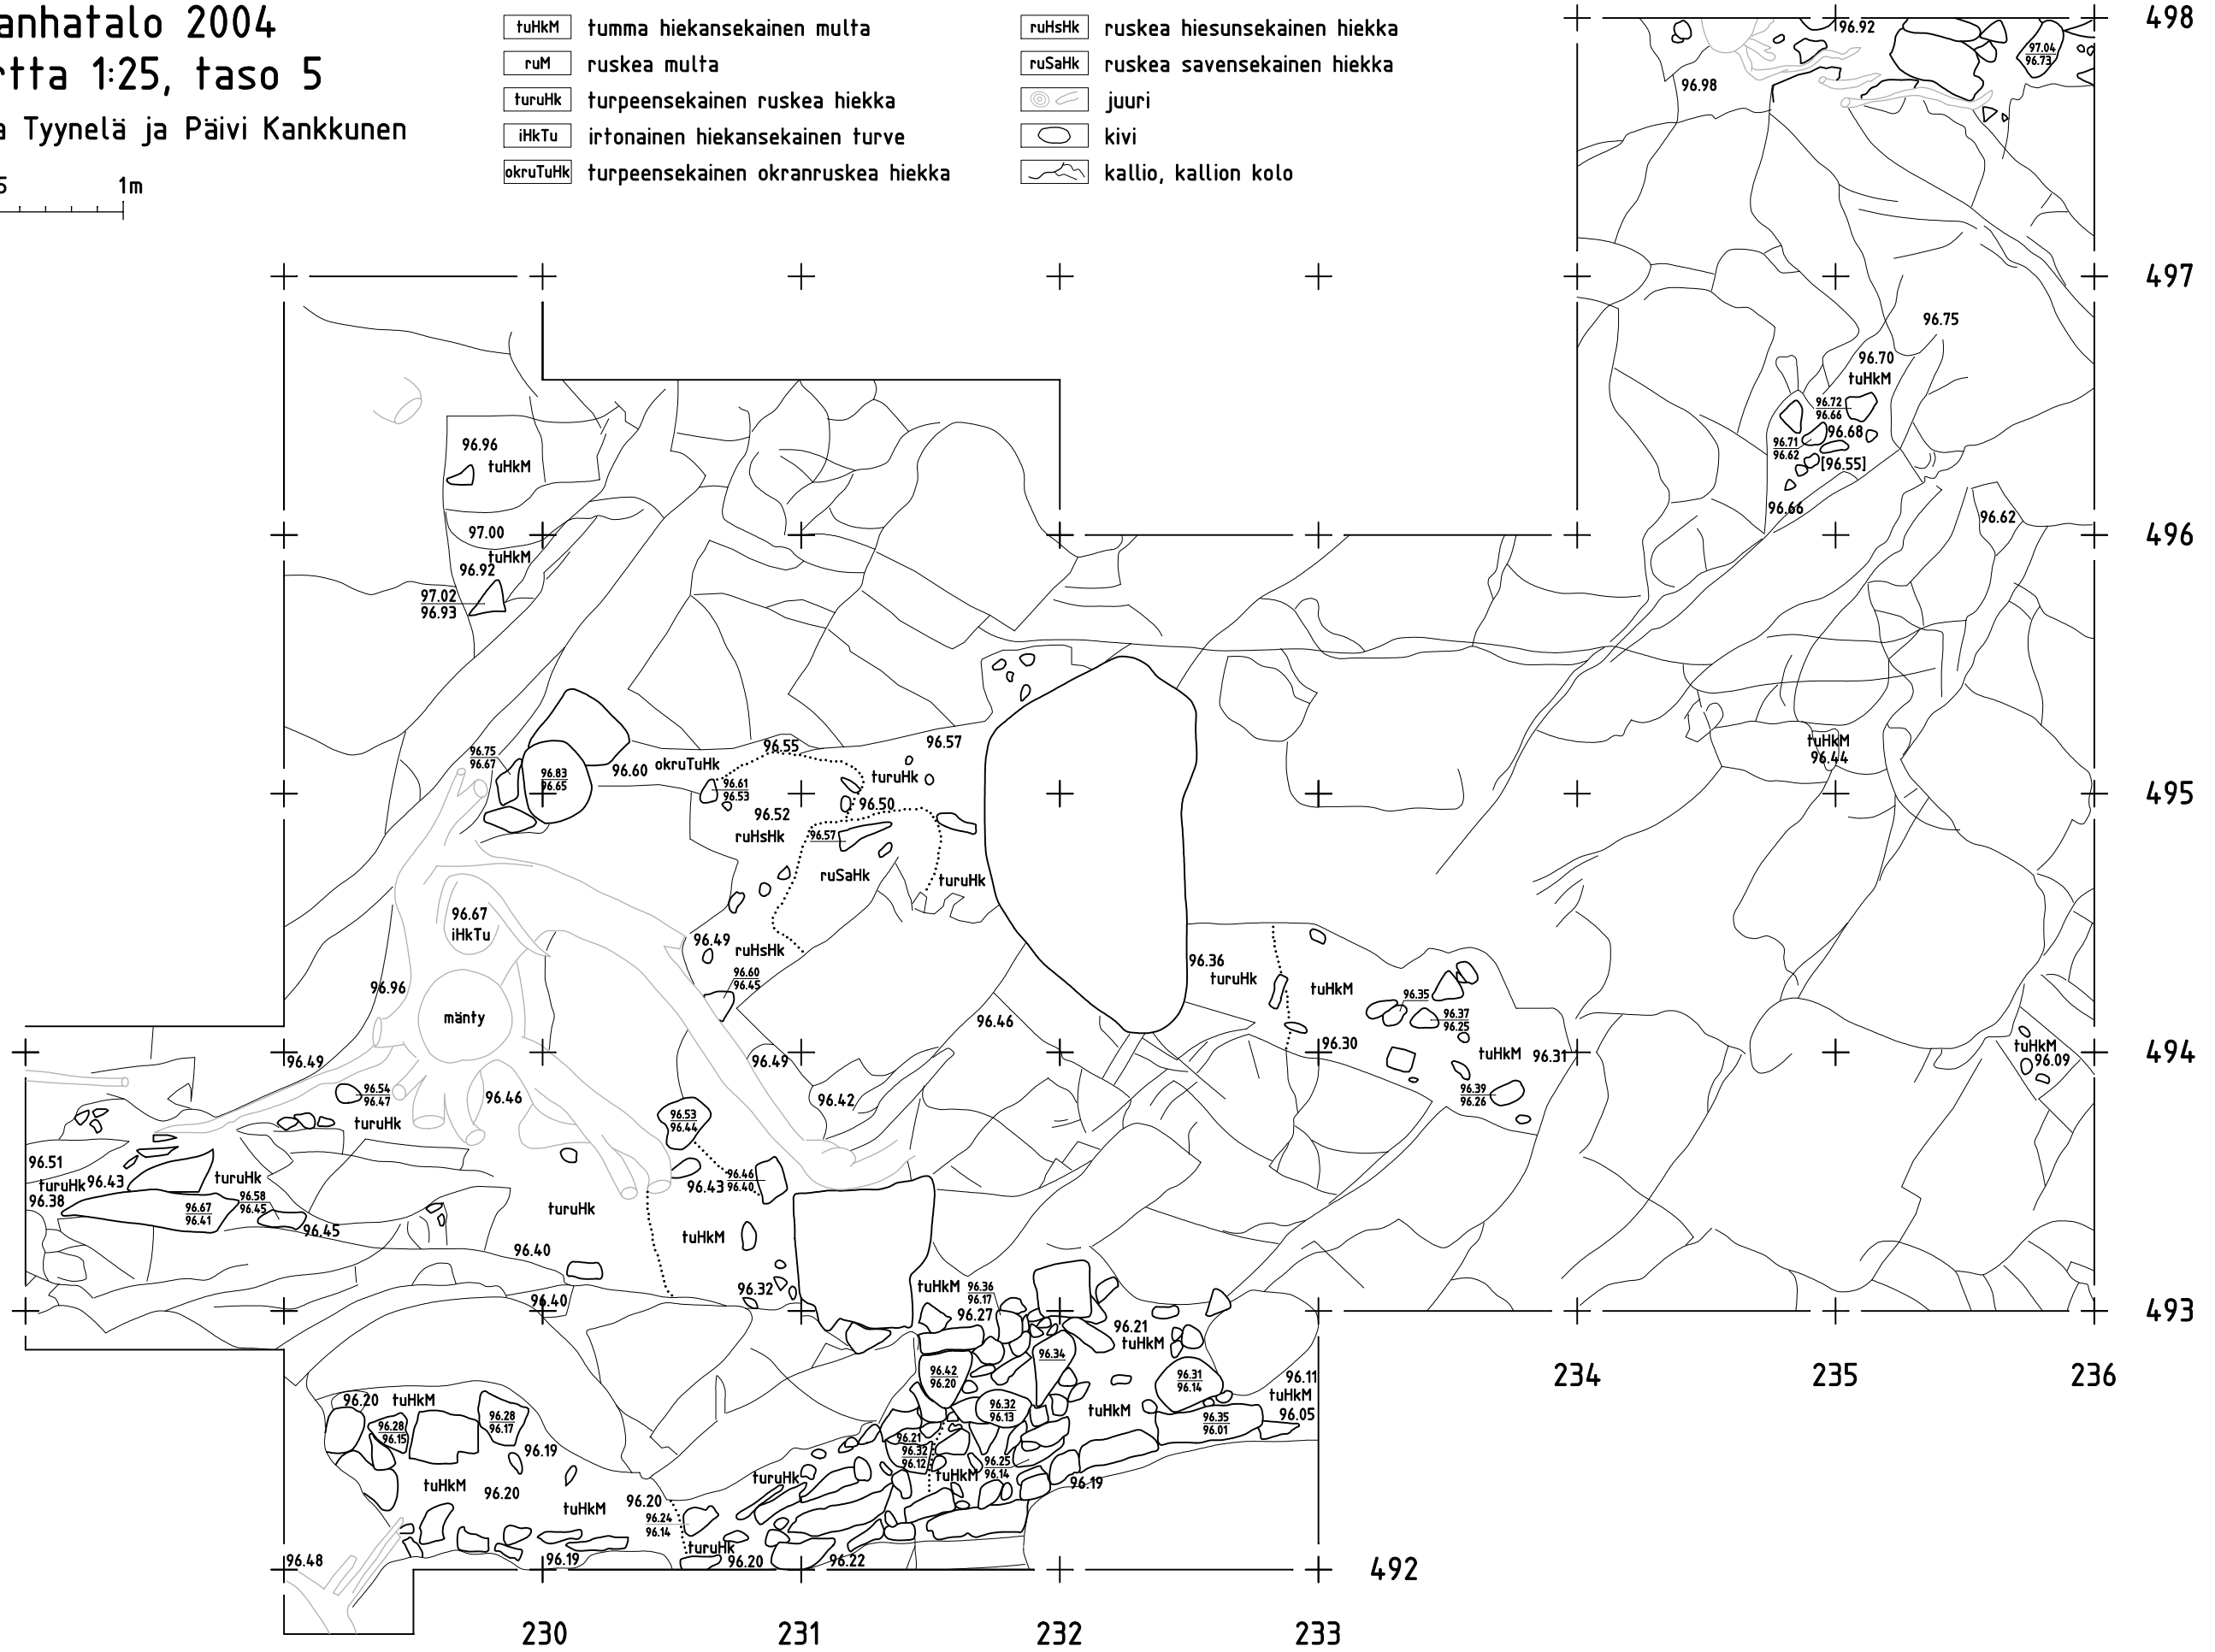 anhatalo 2004
rtta 1:25, taso 5
a Tyynelä ja Päivi Kankkunen
5 1m
tuHkM tumma hiekansekainen multa
ruM ruskea multa
turuHk turpeensekainen ruskea hiekka
iHkTu irtonainen hiekansekainen turve
okruTuHk turpeensekainen okranruskea hiekka
ruHsHk ruskea hiesunsekainen hiekka
ruSaHk ruskea savensekainen hiekka
juuri
kivi
kallio, kallion kolo
498
96.92
97.04
96.73
96.98
497
96.75
96.70
tuHkM
96.72
96.66
96.71
96.62
96.68
[96.55]
96.66
96.62
496
96.96
tuHkM
97.00
tuHkM
96.92
97.02
96.93
96.75
96.67
96.83
96.65
96.60
okruTuHk
96.55
96.57
turuHk
96.61
96.53
96.50
96.52
ruHsHk
96.57
ruSaHk
turuHk
tuHkM
96.44
495
96.67
iHkTu
96.49
ruHsHk
96.60
96.45
96.96
mänty
96.46
96.36
turuHk
tuHkM
96.35
96.37
96.25
96.30
tuHkM
96.31
96.39
96.26
tuHkM
96.09
494
96.49
96.54
96.47
turuHk
96.46
96.49
96.42
96.53
96.44
96.51
turuHk
96.43
96.38
turuHk
96.67
96.41
96.58
96.45
96.45
96.46
96.40
96.43
turuHk
tuHkM
96.40
96.32
96.40
493
tuHkM
96.36
96.17
96.27
96.21
tuHkM
96.34
96.42
96.20
96.31
96.14
96.11
tuHkM
96.05
96.32
96.13
tuHkM
96.35
96.01
234 235 236
96.20
tuHkM
96.28
96.15
96.28
96.17
96.19
tuHkM
96.20
tuHkM
96.20
96.24
96.14
turuHk
96.21
96.32
96.12
tuHkM
96.25
96.14
96.19
turuHk
96.20
96.22
96.19
96.48
492
230 231 232 233